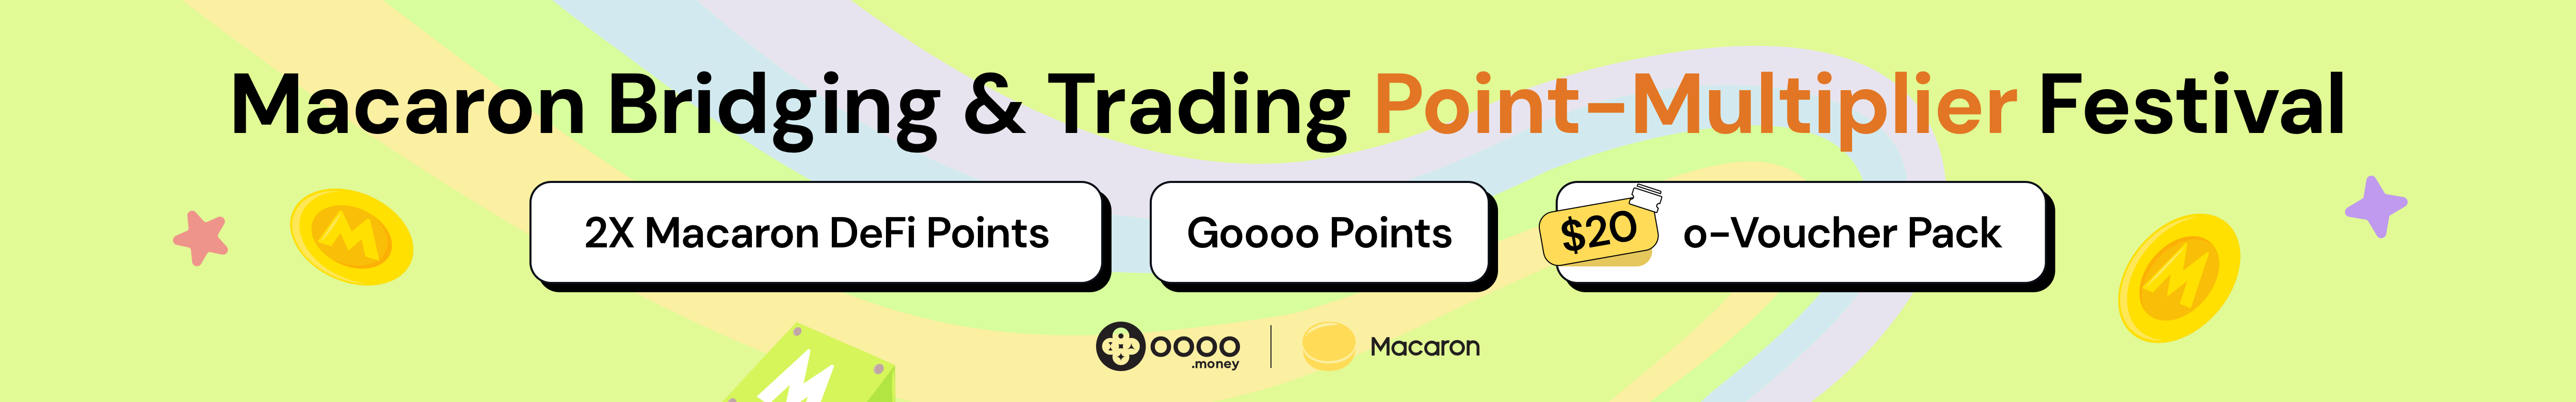 Macaron Bridging & Trading Point-Multiplier Festival
2X Macaron DeFi Points
Goooo Points
$20 o-Voucher Pack
oooo
.money
Macaron